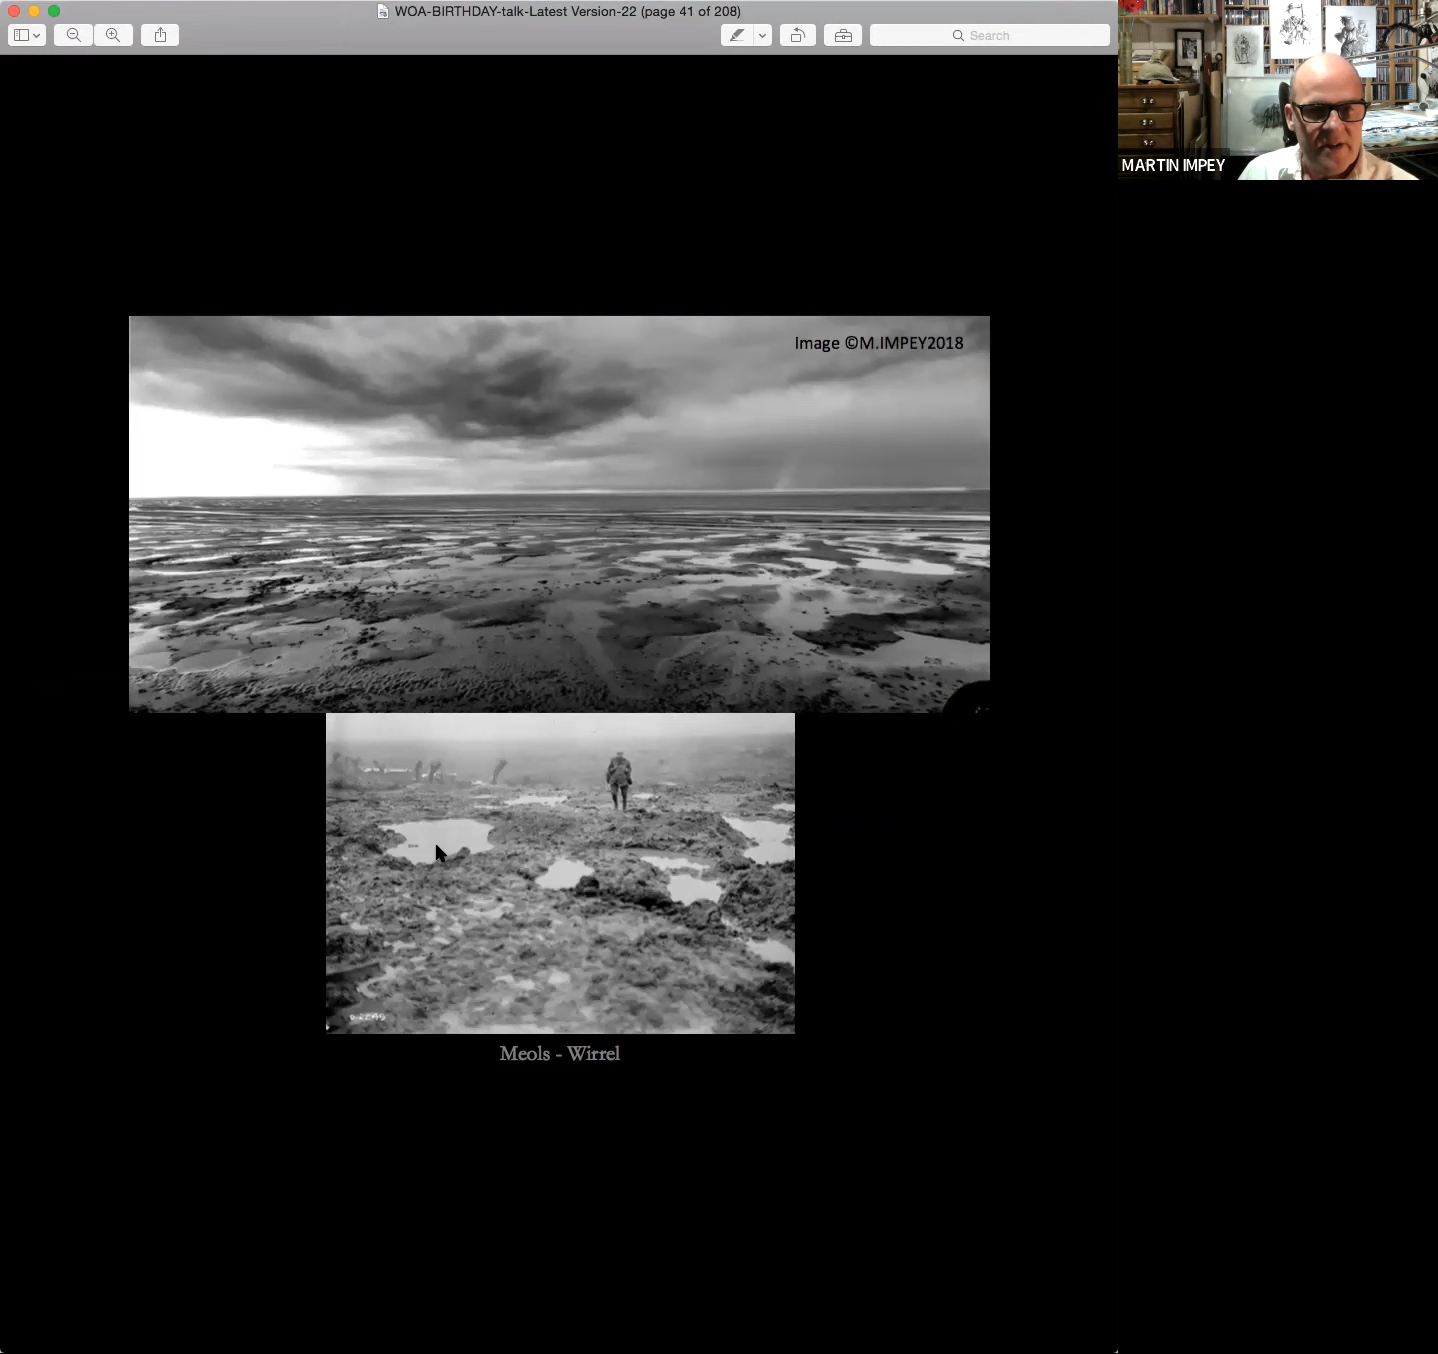 WOA-BIRTHDAY-talk-Latest Version-22 (page 41 of 208)
Search
MARTIN IMPEY
Image ©M.IMPEY2018
Meols - Wirrel